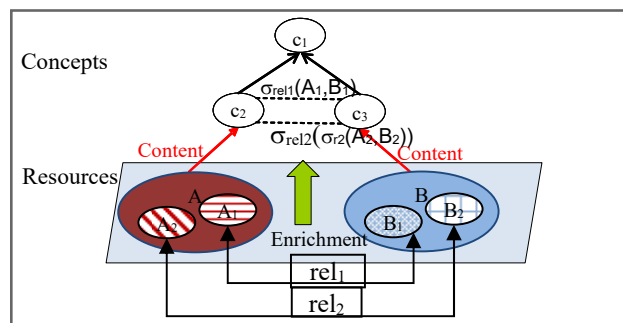 c₁
Concepts
σrel1(A₁,B₁)
c₂
c₃
σrel2(σr2(A₂,B₂))
Content
Content
Resources
A
B
A₁
B₂
A₂
B₁
Enrichment
rel₁
rel₂